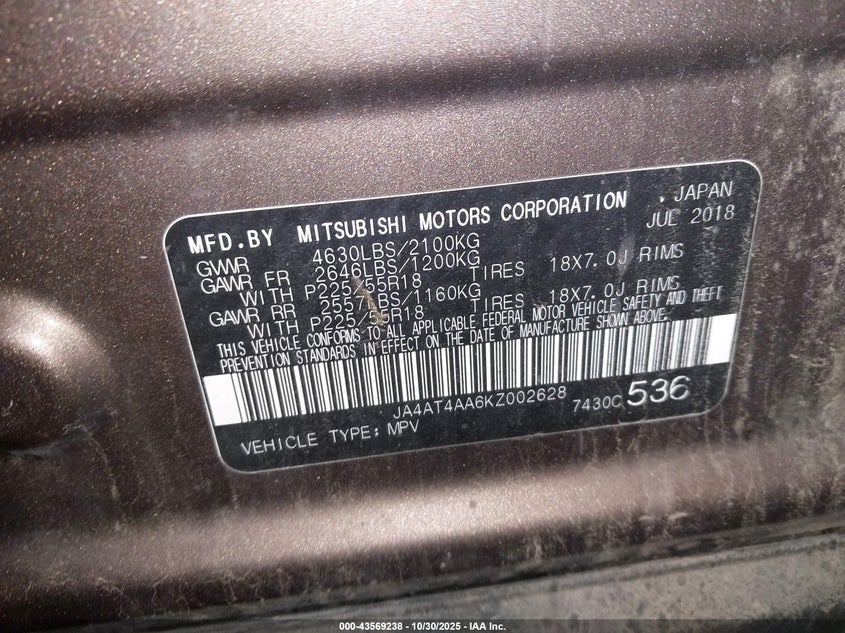 MFD.BY MITSUBISHI MOTORS CORPORATION , JAPAN
JUL 2018
GVWR 4630LBS/2100KG
GAWR FR 2646LBS/1200KG
WITH P225/55R18 TIRES 18X7.0J RIMS
GAWR RR 2557LBS/1160KG
WITH P225/55R18 TIRES 18X7.0J RIMS
THIS VEHICLE CONFORMS TO ALL APPLICABLE FEDERAL MOTOR VEHICLE SAFETY AND THEFT
PREVENTION STANDARDS IN EFFECT ON THE DATE OF MANUFACTURE SHOWN ABOVE.
JA4AT4AA6KZ002628
VEHICLE TYPE: MPV 7430C 536
000-43569238 - 10/30/2025 - IAA Inc.